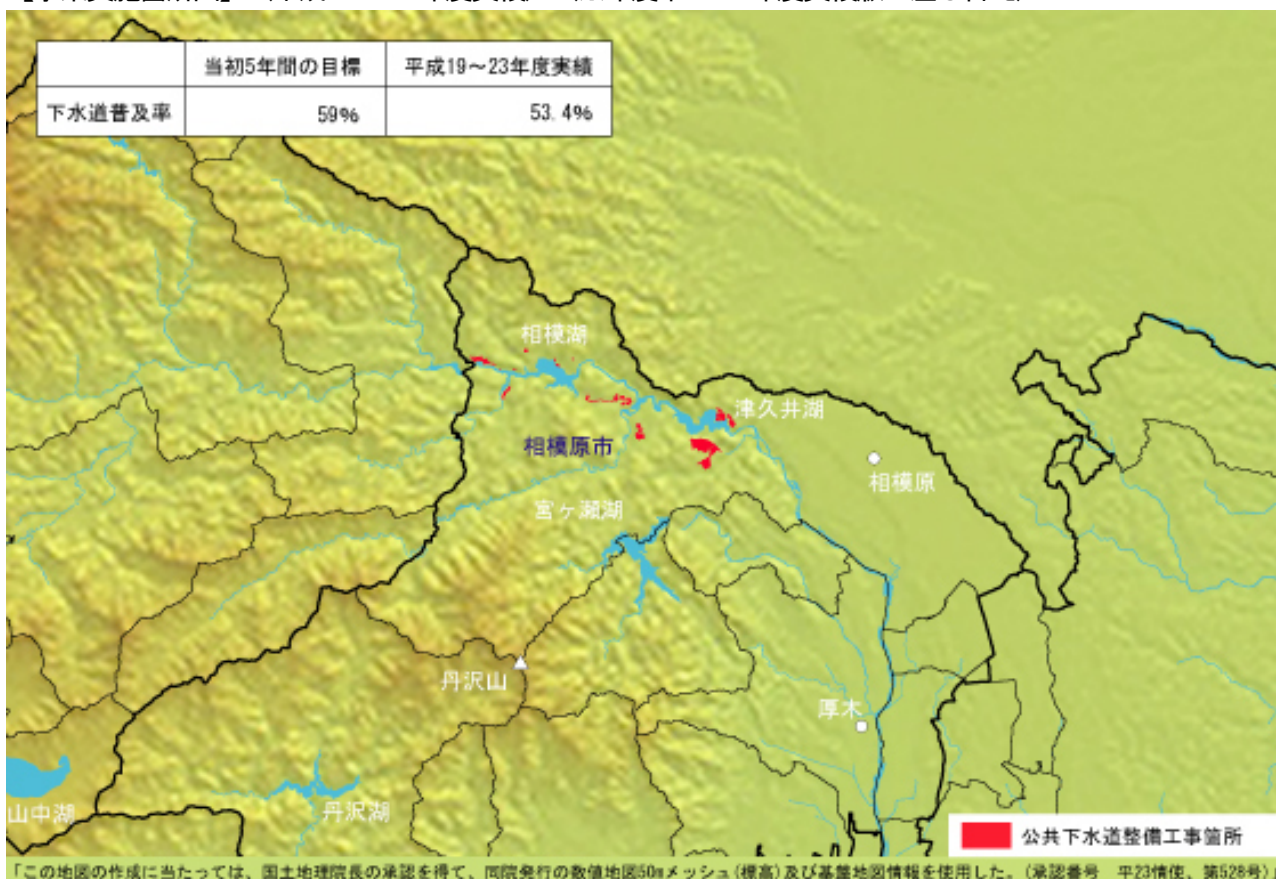 当初5年間の目標 平成19～23年度実績
下水道普及率 59% 53.4%
相模湖
津久井湖
相模原市
相模原
宮ヶ瀬湖
丹沢山
厚木
山中湖
丹沢湖
公共下水道整備工事箇所
「この地図の作成に当たっては、国土地理院長の承認を得て、同院発行の数値地図50mメッシュ(標高)及び基盤地図情報を使用した。(承認番号 平23情使、第528号)」